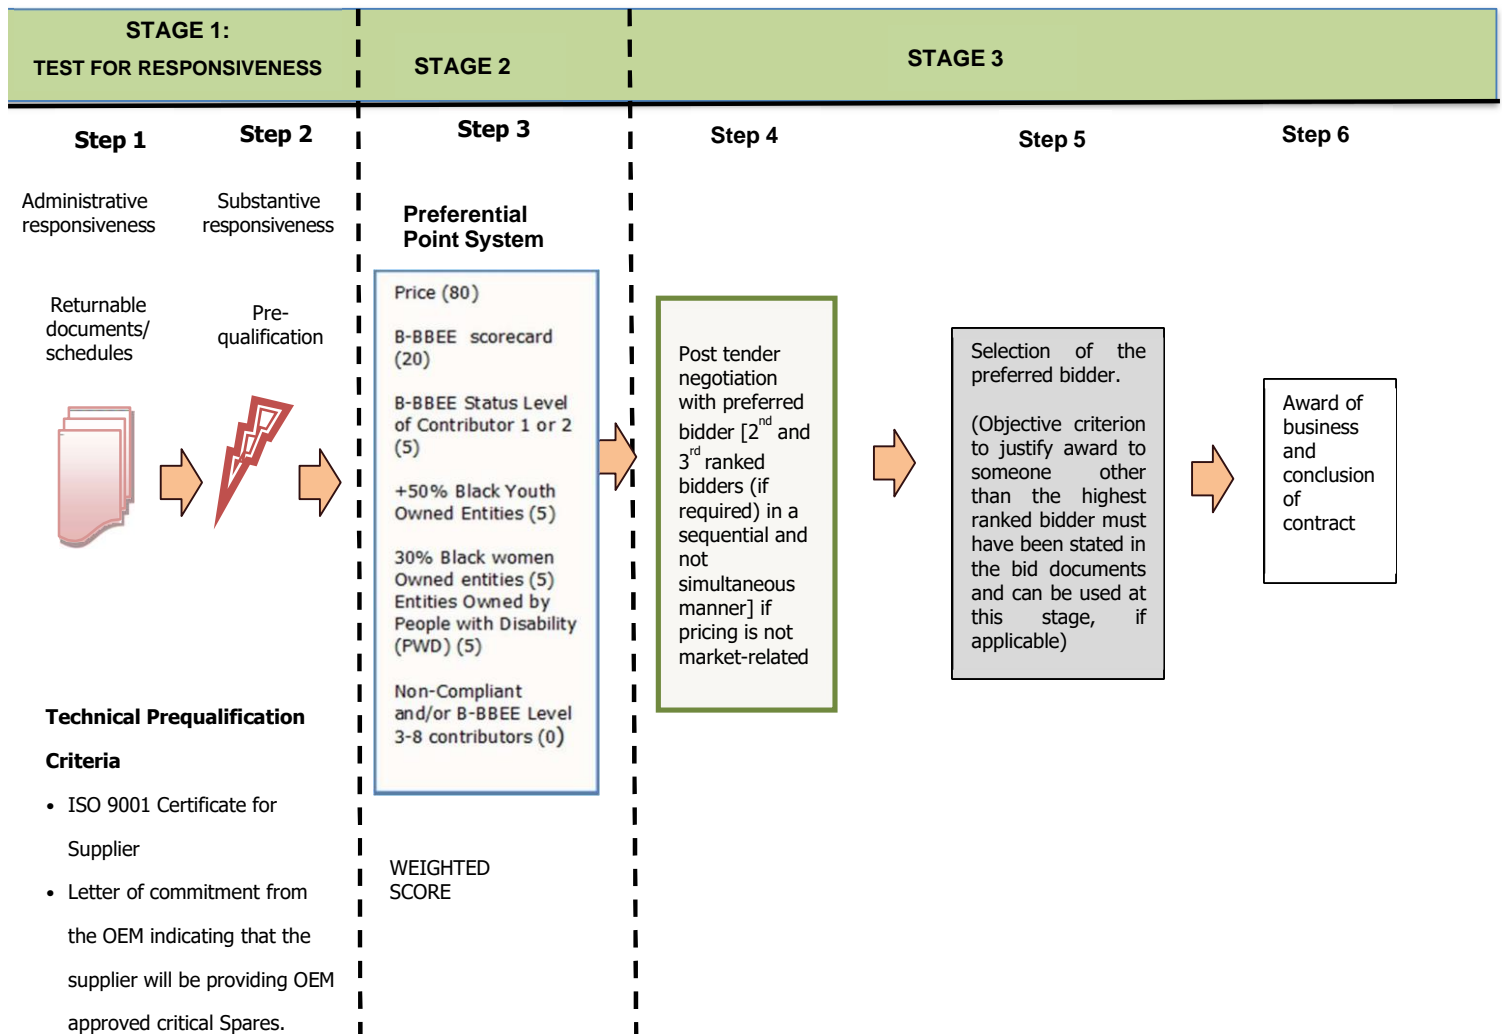 STAGE 1:
TEST FOR RESPONSIVENESS
STAGE 2
STAGE 3
Step 1
Step 2
Step 3
Step 4
Step 5
Step 6
Administrative
responsiveness
Substantive
responsiveness
Preferential
Point System
Returnable
documents/
schedules
Pre-
qualification
Price (80)
B-BBEE scorecard
(20)
B-BBEE Status Level
of Contributor 1 or 2
(5)
+50% Black Youth
Owned Entities (5)
30% Black women
Owned entities (5)
Entities Owned by
People with Disability
(PWD) (5)
Non-Compliant
and/or B-BBEE Level
3-8 contributors (0)
WEIGHTED
SCORE
Post tender
negotiation
with preferred
bidder [2nd and
3rd ranked
bidders (if
required) in a
sequential and
not
simultaneous
manner] if
pricing is not
market-related
Selection of the
preferred bidder.
(Objective criterion
to justify award to
someone other
than the highest
ranked bidder must
have been stated in
the bid documents
and can be used at
this stage, if
applicable)
Award of
business
and
conclusion
of
contract
Technical Prequalification
Criteria
• ISO 9001 Certificate for
Supplier
• Letter of commitment from
the OEM indicating that the
supplier will be providing OEM
approved critical Spares.